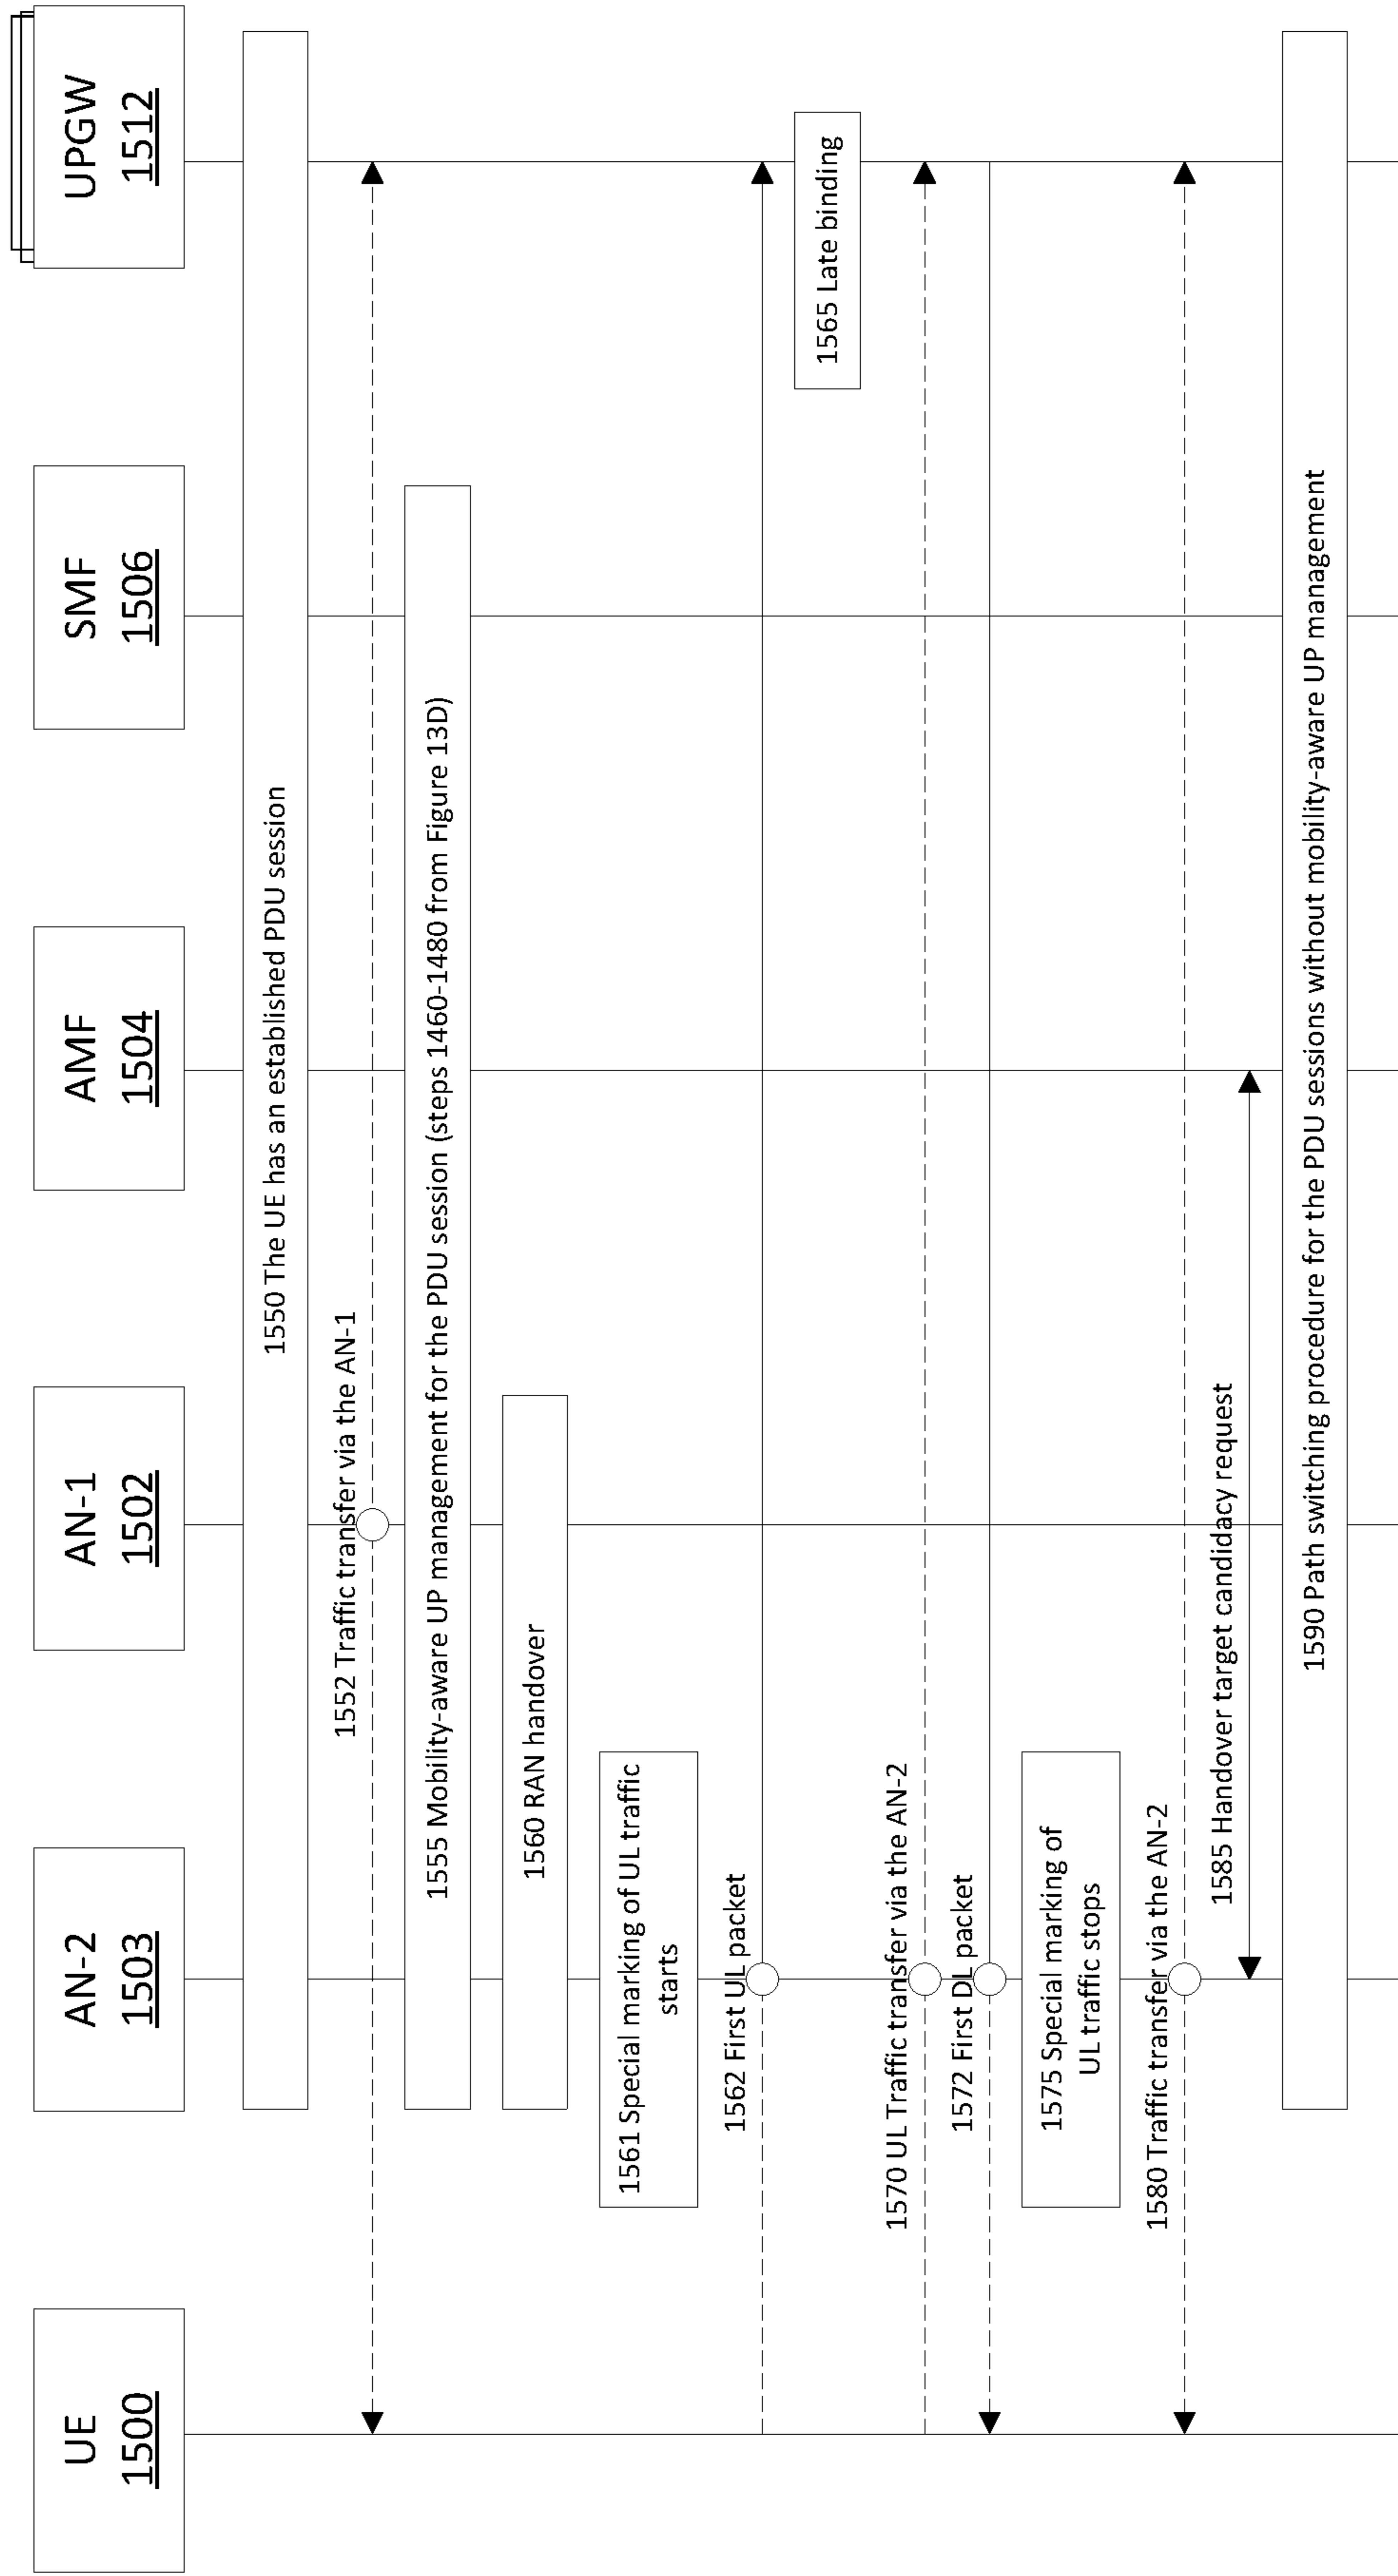 UE
1500
AN-2
1503
AN-1
1502
AMF
1504
SMF
1506
UPGW
1512
1550 The UE has an established PDU session
1552 Traffic transfer via the AN-1
1555 Mobility-aware UP management for the PDU session (steps 1460-1480 from Figure 13D)
1560 RAN handover
1561 Special marking of UL traffic
starts
1562 First UL packet
1565 Late binding
1570 UL Traffic transfer via the AN-2
1572 First DL packet
1575 Special marking of
UL traffic stops
1580 Traffic transfer via the AN-2
1585 Handover target candidacy request
1590 Path switching procedure for the PDU sessions without mobility-aware UP management